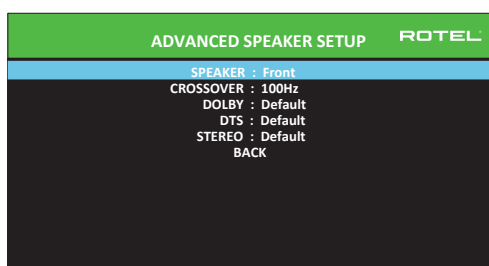 ADVANCED SPEAKER SETUP
ROTEL
SPEAKER : Front
CROSSOVER : 100Hz
DOLBY : Default
DTS : Default
STEREO : Default
BACK